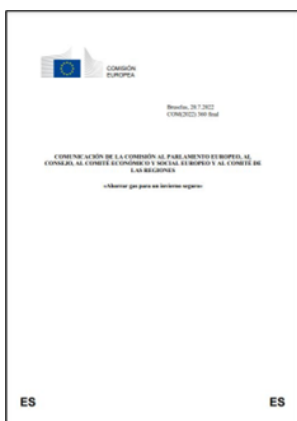 COMISIÓN
EUROPEA
Bruselas, 20.7.2022
COM(2022) 360 final
COMUNICACIÓN DE LA COMISIÓN AL PARLAMENTO EUROPEO, AL
CONSEJO, AL COMITÉ ECONÓMICO Y SOCIAL EUROPEO Y AL COMITÉ DE
LAS REGIONES
«Ahorrar gas para un invierno seguro»
ES
ES